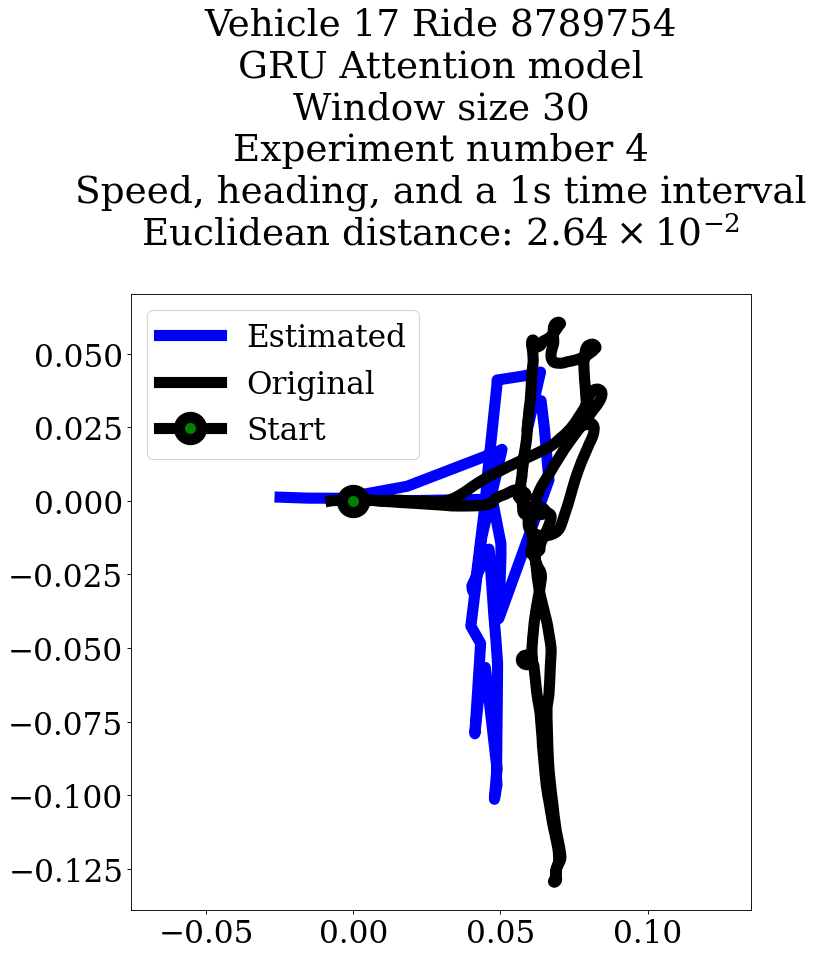 Vehicle 17 Ride 8789754
GRU Attention model
Window size 30
Experiment number 4
Speed, heading, and a 1s time interval
Euclidean distance: 2.64 × 10⁻²
Estimated
Original
Start
0.050
0.025
0.000
−0.025
−0.050
−0.075
−0.100
−0.125
−0.05 0.00 0.05 0.10